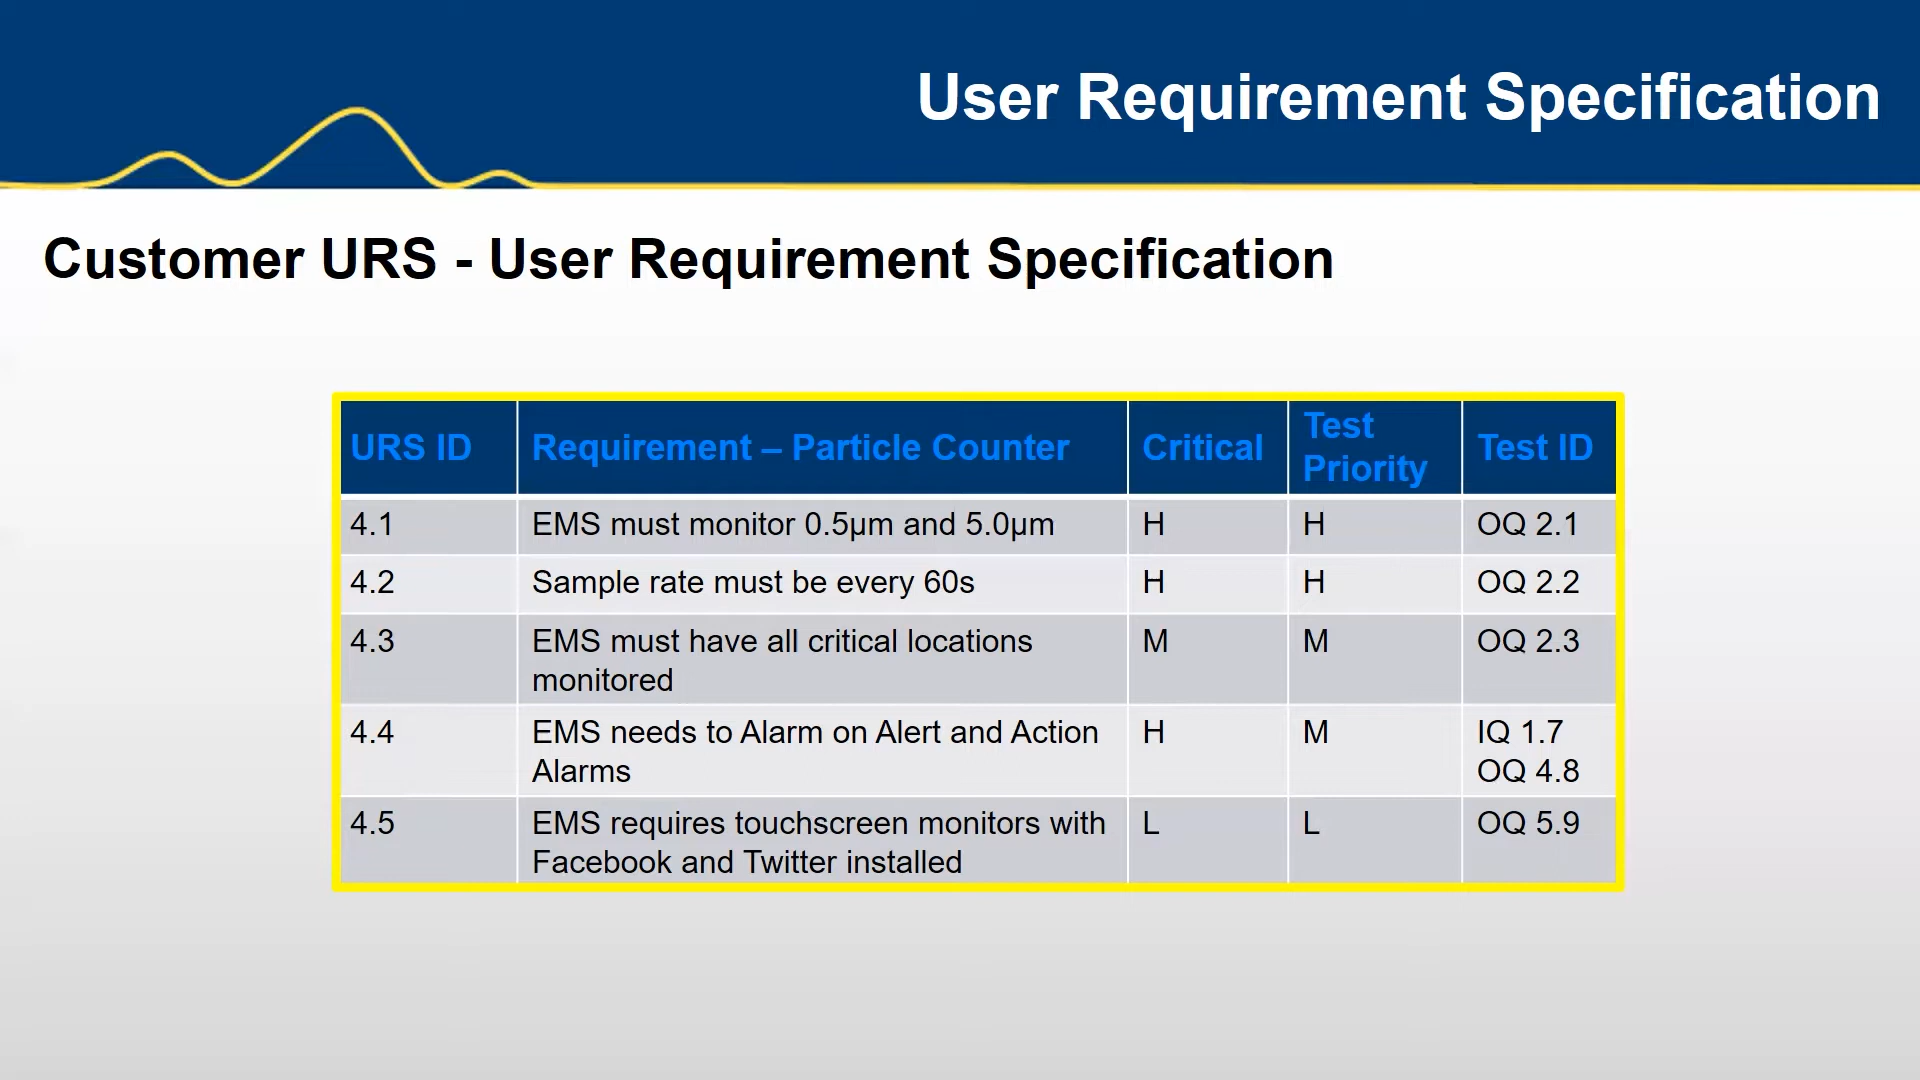 User Requirement Specification
Customer URS - User Requirement Specification
URS ID Requirement – Particle Counter Critical Test Priority Test ID
4.1 EMS must monitor 0.5µm and 5.0µm H H OQ 2.1
4.2 Sample rate must be every 60s H H OQ 2.2
4.3 EMS must have all critical locations M M OQ 2.3
monitored
4.4 EMS needs to Alarm on Alert and Action H M IQ 1.7
Alarms OQ 4.8
4.5 EMS requires touchscreen monitors with L L OQ 5.9
Facebook and Twitter installed